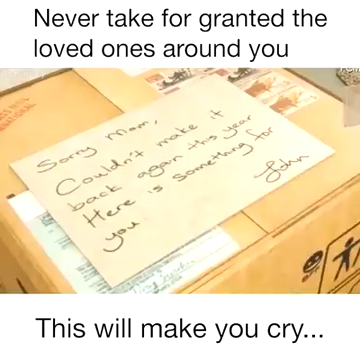 Never take for granted the
loved ones around you
Sorry Mom,
Couldn't make it
back again this year
Here is something for
you
John
This will make you cry...